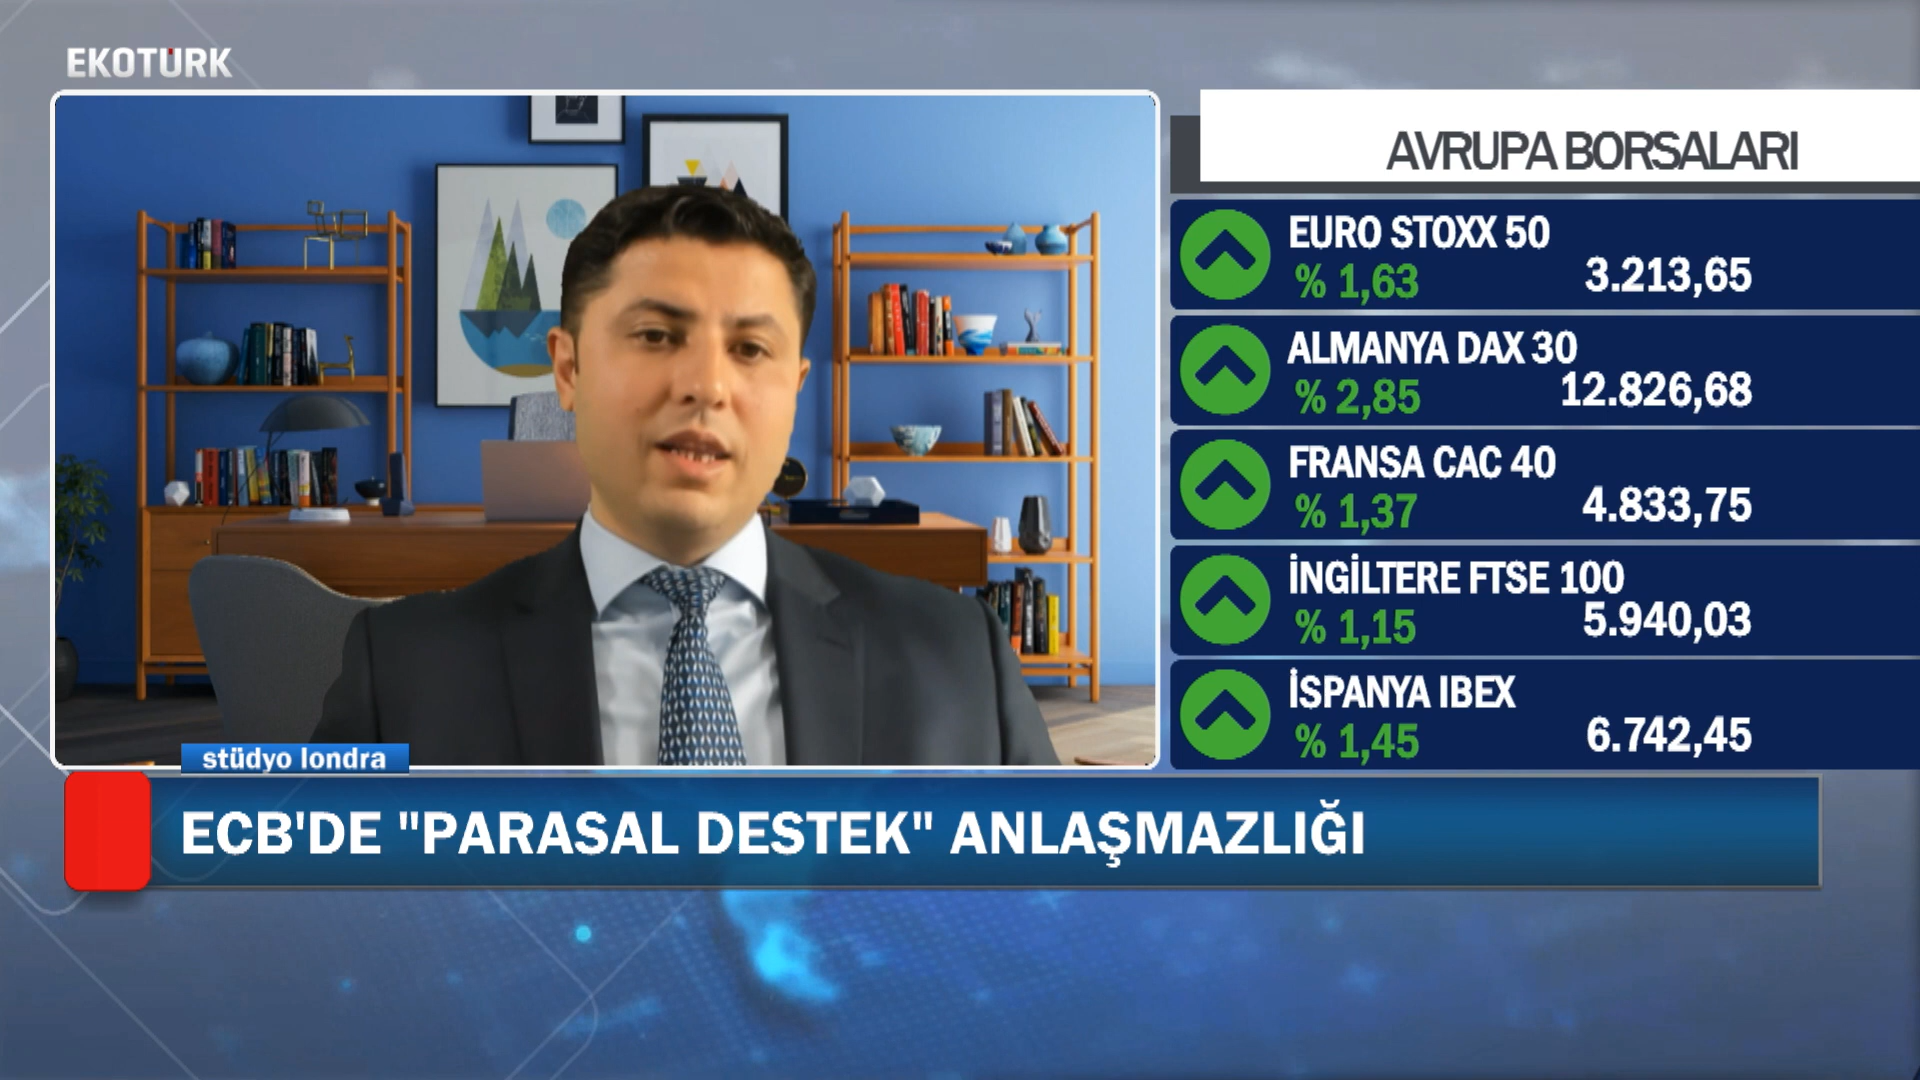 EKOTÜRK
AVRUPA BORSALARI
EURO STOXX 50
% 1,63
3.213,65
ALMANYA DAX 30
% 2,85
12.826,68
FRANSA CAC 40
% 1,37
4.833,75
İNGİLTERE FTSE 100
% 1,15
5.940,03
İSPANYA IBEX
% 1,45
6.742,45
stüdyo londra
ECB'DE "PARASAL DESTEK" ANLAŞMAZLIĞI